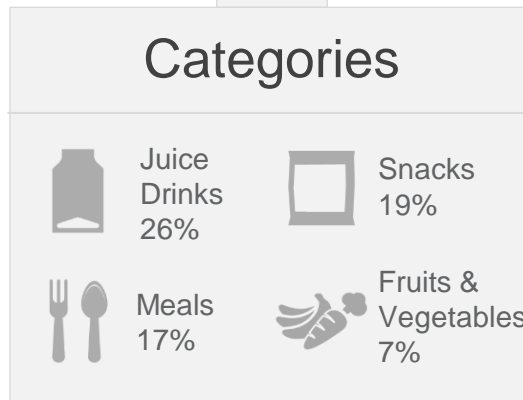 Categories
Juice
Drinks
26%
Snacks
19%
Meals
17%
Fruits &
Vegetables
7%